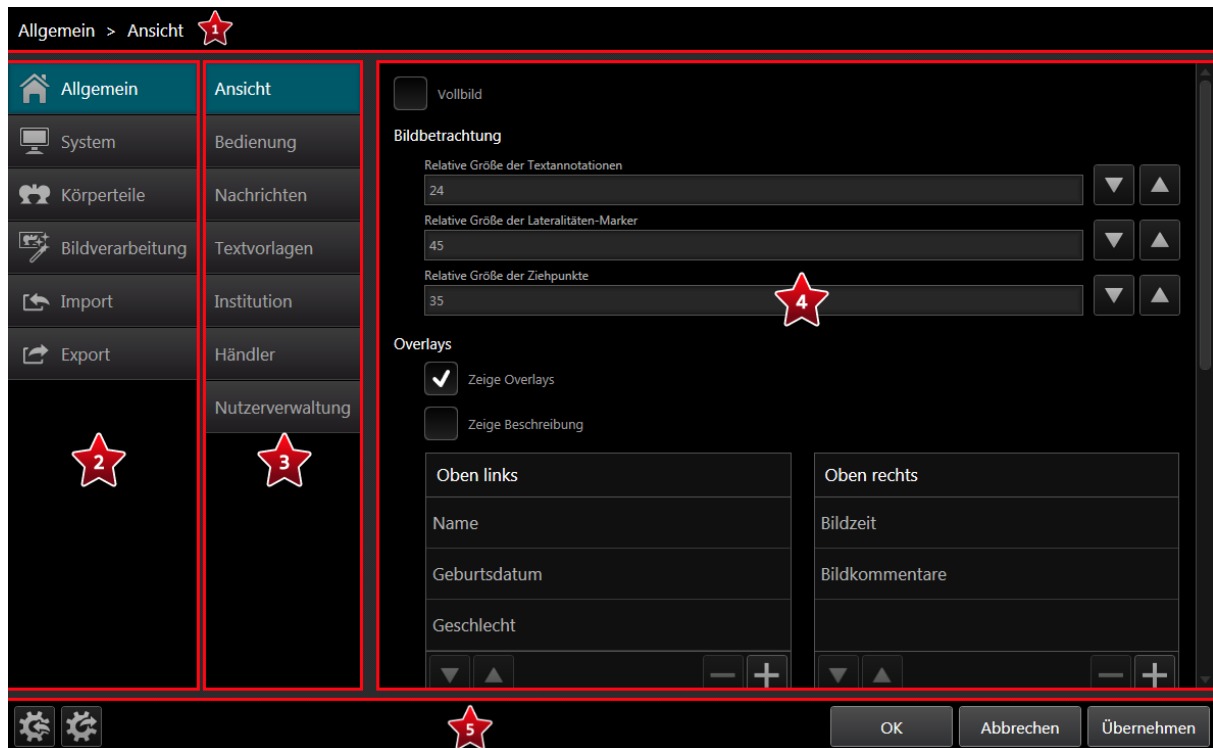 Allgemein > Ansicht 1
Allgemein
System
Körperteile
Bildverarbeitung
Import
Export
2
Ansicht
Bedienung
Nachrichten
Textvorlagen
Institution
Händler
Nutzerverwaltung
3
Vollbild
Bildbetrachtung
Relative Größe der Textannotationen
24
Relative Größe der Lateralitäten-Marker
45
Relative Größe der Ziehpunkte
35
4
Overlays
Zeige Overlays
Zeige Beschreibung
Oben links
Name
Geburtsdatum
Geschlecht
Oben rechts
Bildzeit
Bildkommentare
5
OK
Abbrechen
Übernehmen